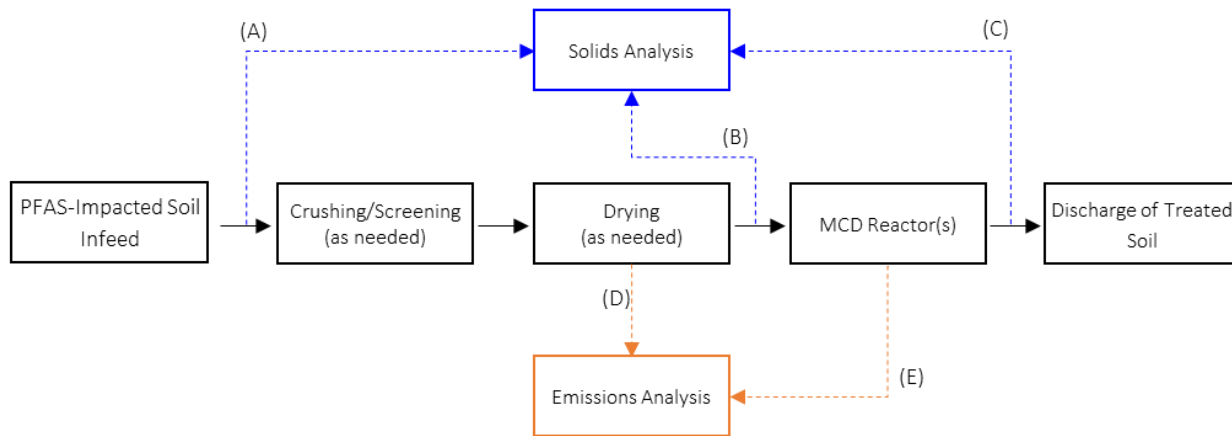 (A)
Solids Analysis
(C)
(B)
PFAS-Impacted Soil
Infeed
Crushing/Screening
(as needed)
Drying
(as needed)
MCD Reactor(s)
Discharge of Treated
Soil
(D)
(E)
Emissions Analysis